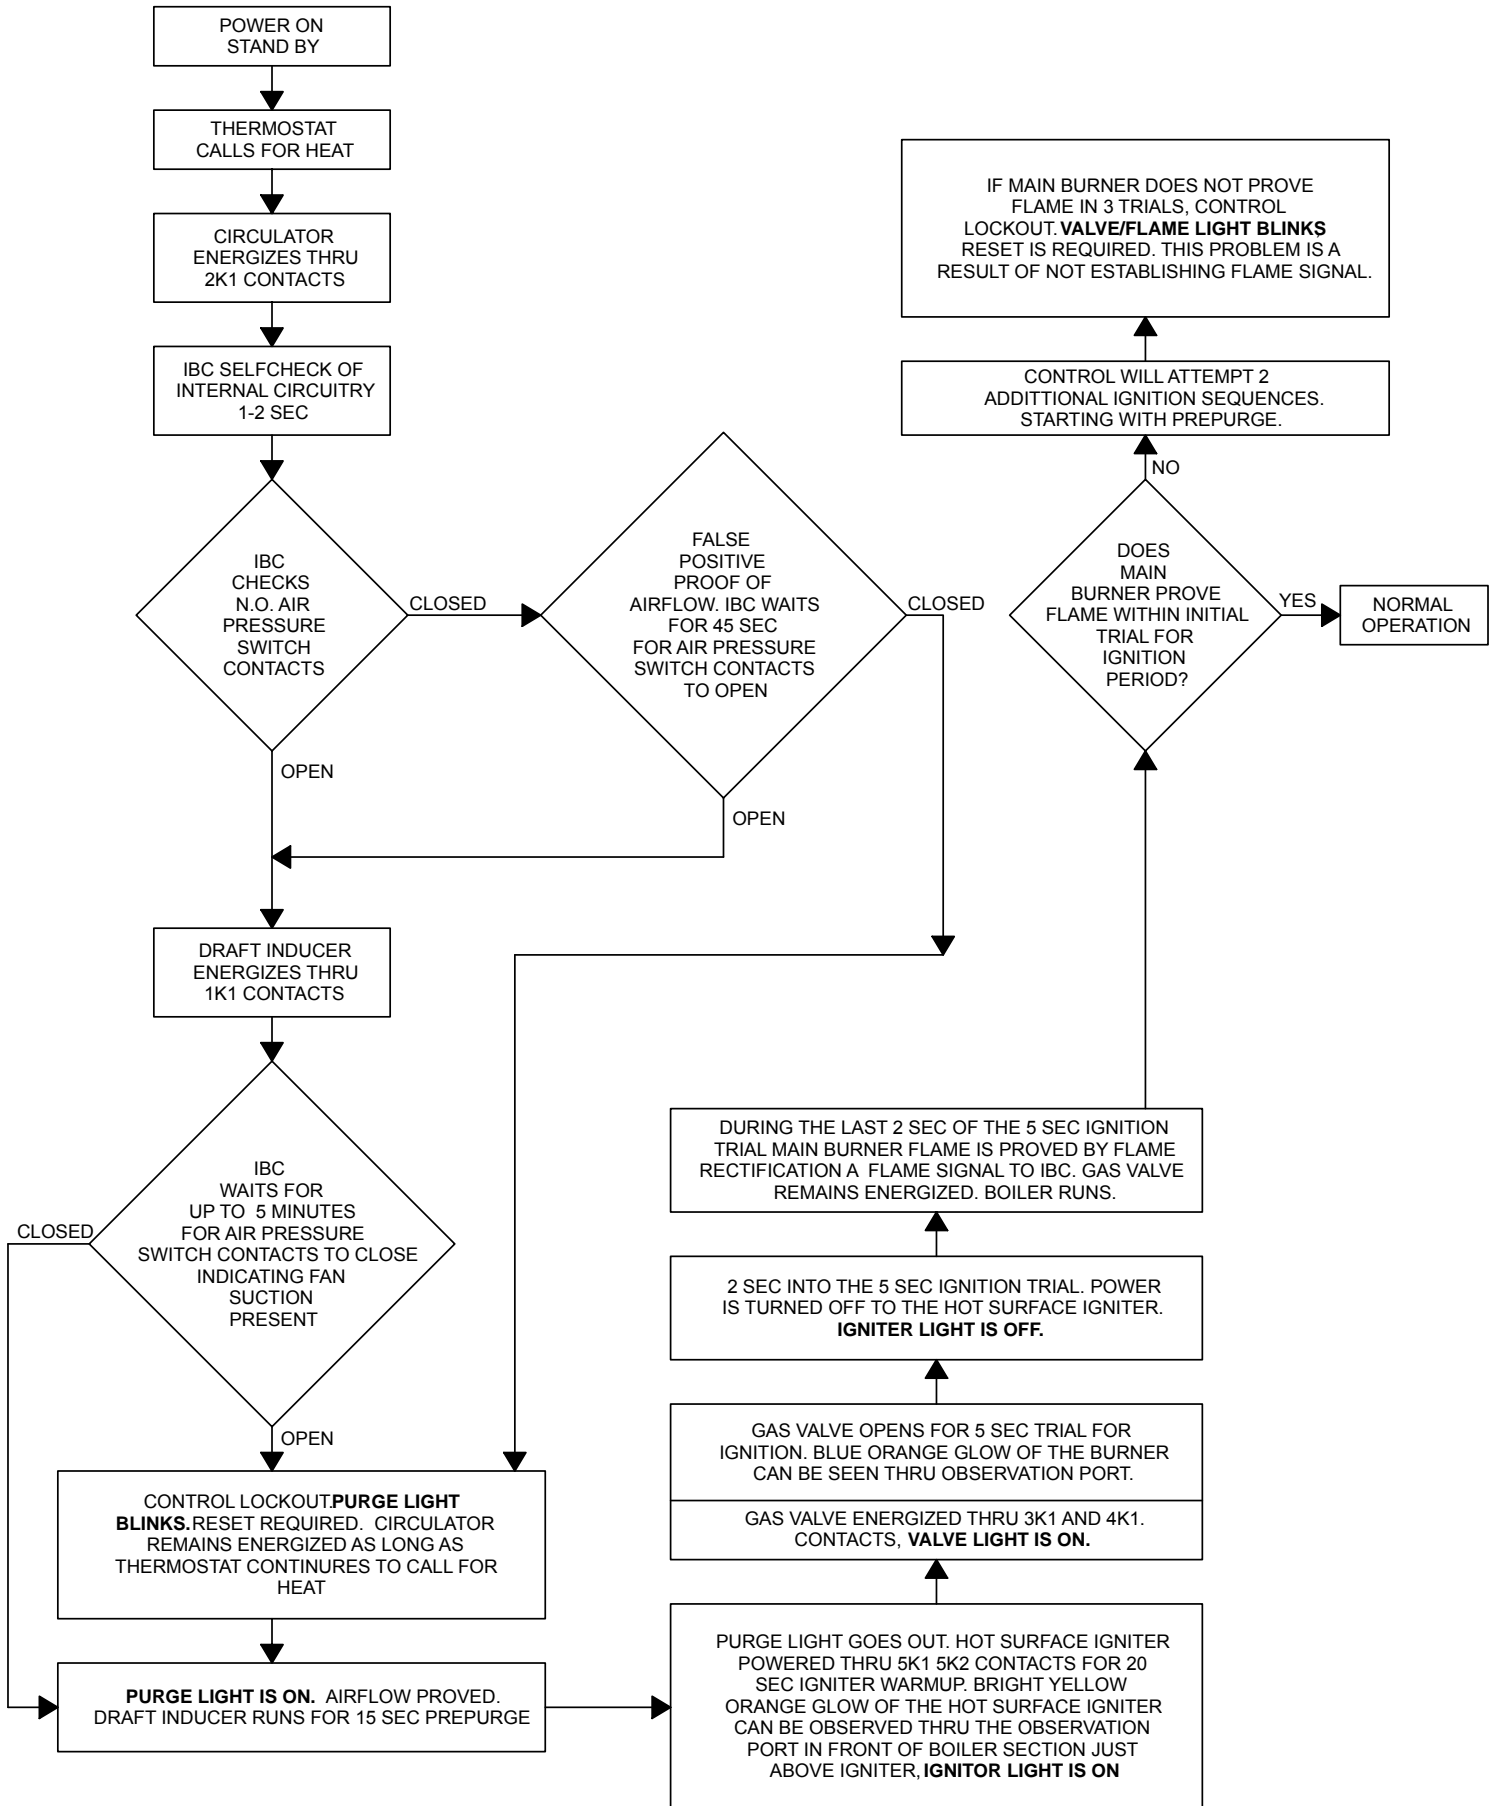 POWER ON
STAND BY
THERMOSTAT
CALLS FOR HEAT
CIRCULATOR
ENERGIZES THRU
2K1 CONTACTS
IBC SELFCHECK OF
INTERNAL CIRCUITRY
1-2 SEC
IBC
CHECKS
N.O. AIR
PRESSURE
SWITCH
CONTACTS
CLOSED
OPEN
FALSE
POSITIVE
PROOF OF
AIRFLOW. IBC WAITS
FOR 45 SEC
FOR AIR PRESSURE
SWITCH CONTACTS
TO OPEN
CLOSED
OPEN
DRAFT INDUCER
ENERGIZES THRU
1K1 CONTACTS
IBC
WAITS FOR
UP TO 5 MINUTES
FOR AIR PRESSURE
SWITCH CONTACTS TO CLOSE
INDICATING FAN
SUCTION
PRESENT
CLOSED
OPEN
CONTROL LOCKOUT.PURGE LIGHT
BLINKS.RESET REQUIRED. CIRCULATOR
REMAINS ENERGIZED AS LONG AS
THERMOSTAT CONTINURES TO CALL FOR
HEAT
PURGE LIGHT IS ON. AIRFLOW PROVED.
DRAFT INDUCER RUNS FOR 15 SEC PREPURGE
PURGE LIGHT GOES OUT. HOT SURFACE IGNITER
POWERED THRU 5K1 5K2 CONTACTS FOR 20
SEC IGNITER WARMUP. BRIGHT YELLOW
ORANGE GLOW OF THE HOT SURFACE IGNITER
CAN BE OBSERVED THRU THE OBSERVATION
PORT IN FRONT OF BOILER SECTION JUST
ABOVE IGNITER, IGNITOR LIGHT IS ON
GAS VALVE OPENS FOR 5 SEC TRIAL FOR
IGNITION. BLUE ORANGE GLOW OF THE BURNER
CAN BE SEEN THRU OBSERVATION PORT.
GAS VALVE ENERGIZED THRU 3K1 AND 4K1.
CONTACTS, VALVE LIGHT IS ON.
2 SEC INTO THE 5 SEC IGNITION TRIAL. POWER
IS TURNED OFF TO THE HOT SURFACE IGNITER.
IGNITER LIGHT IS OFF.
DURING THE LAST 2 SEC OF THE 5 SEC IGNITION
TRIAL MAIN BURNER FLAME IS PROVED BY FLAME
RECTIFICATION A FLAME SIGNAL TO IBC. GAS VALVE
REMAINS ENERGIZED. BOILER RUNS.
DOES
MAIN
BURNER PROVE
FLAME WITHIN INITIAL
TRIAL FOR
IGNITION
PERIOD?
YES
NORMAL
OPERATION
NO
CONTROL WILL ATTEMPT 2
ADDITTIONAL IGNITION SEQUENCES.
STARTING WITH PREPURGE.
IF MAIN BURNER DOES NOT PROVE
FLAME IN 3 TRIALS, CONTROL
LOCKOUT. VALVE/FLAME LIGHT BLINKS,
RESET IS REQUIRED. THIS PROBLEM IS A
RESULT OF NOT ESTABLISHING FLAME SIGNAL.